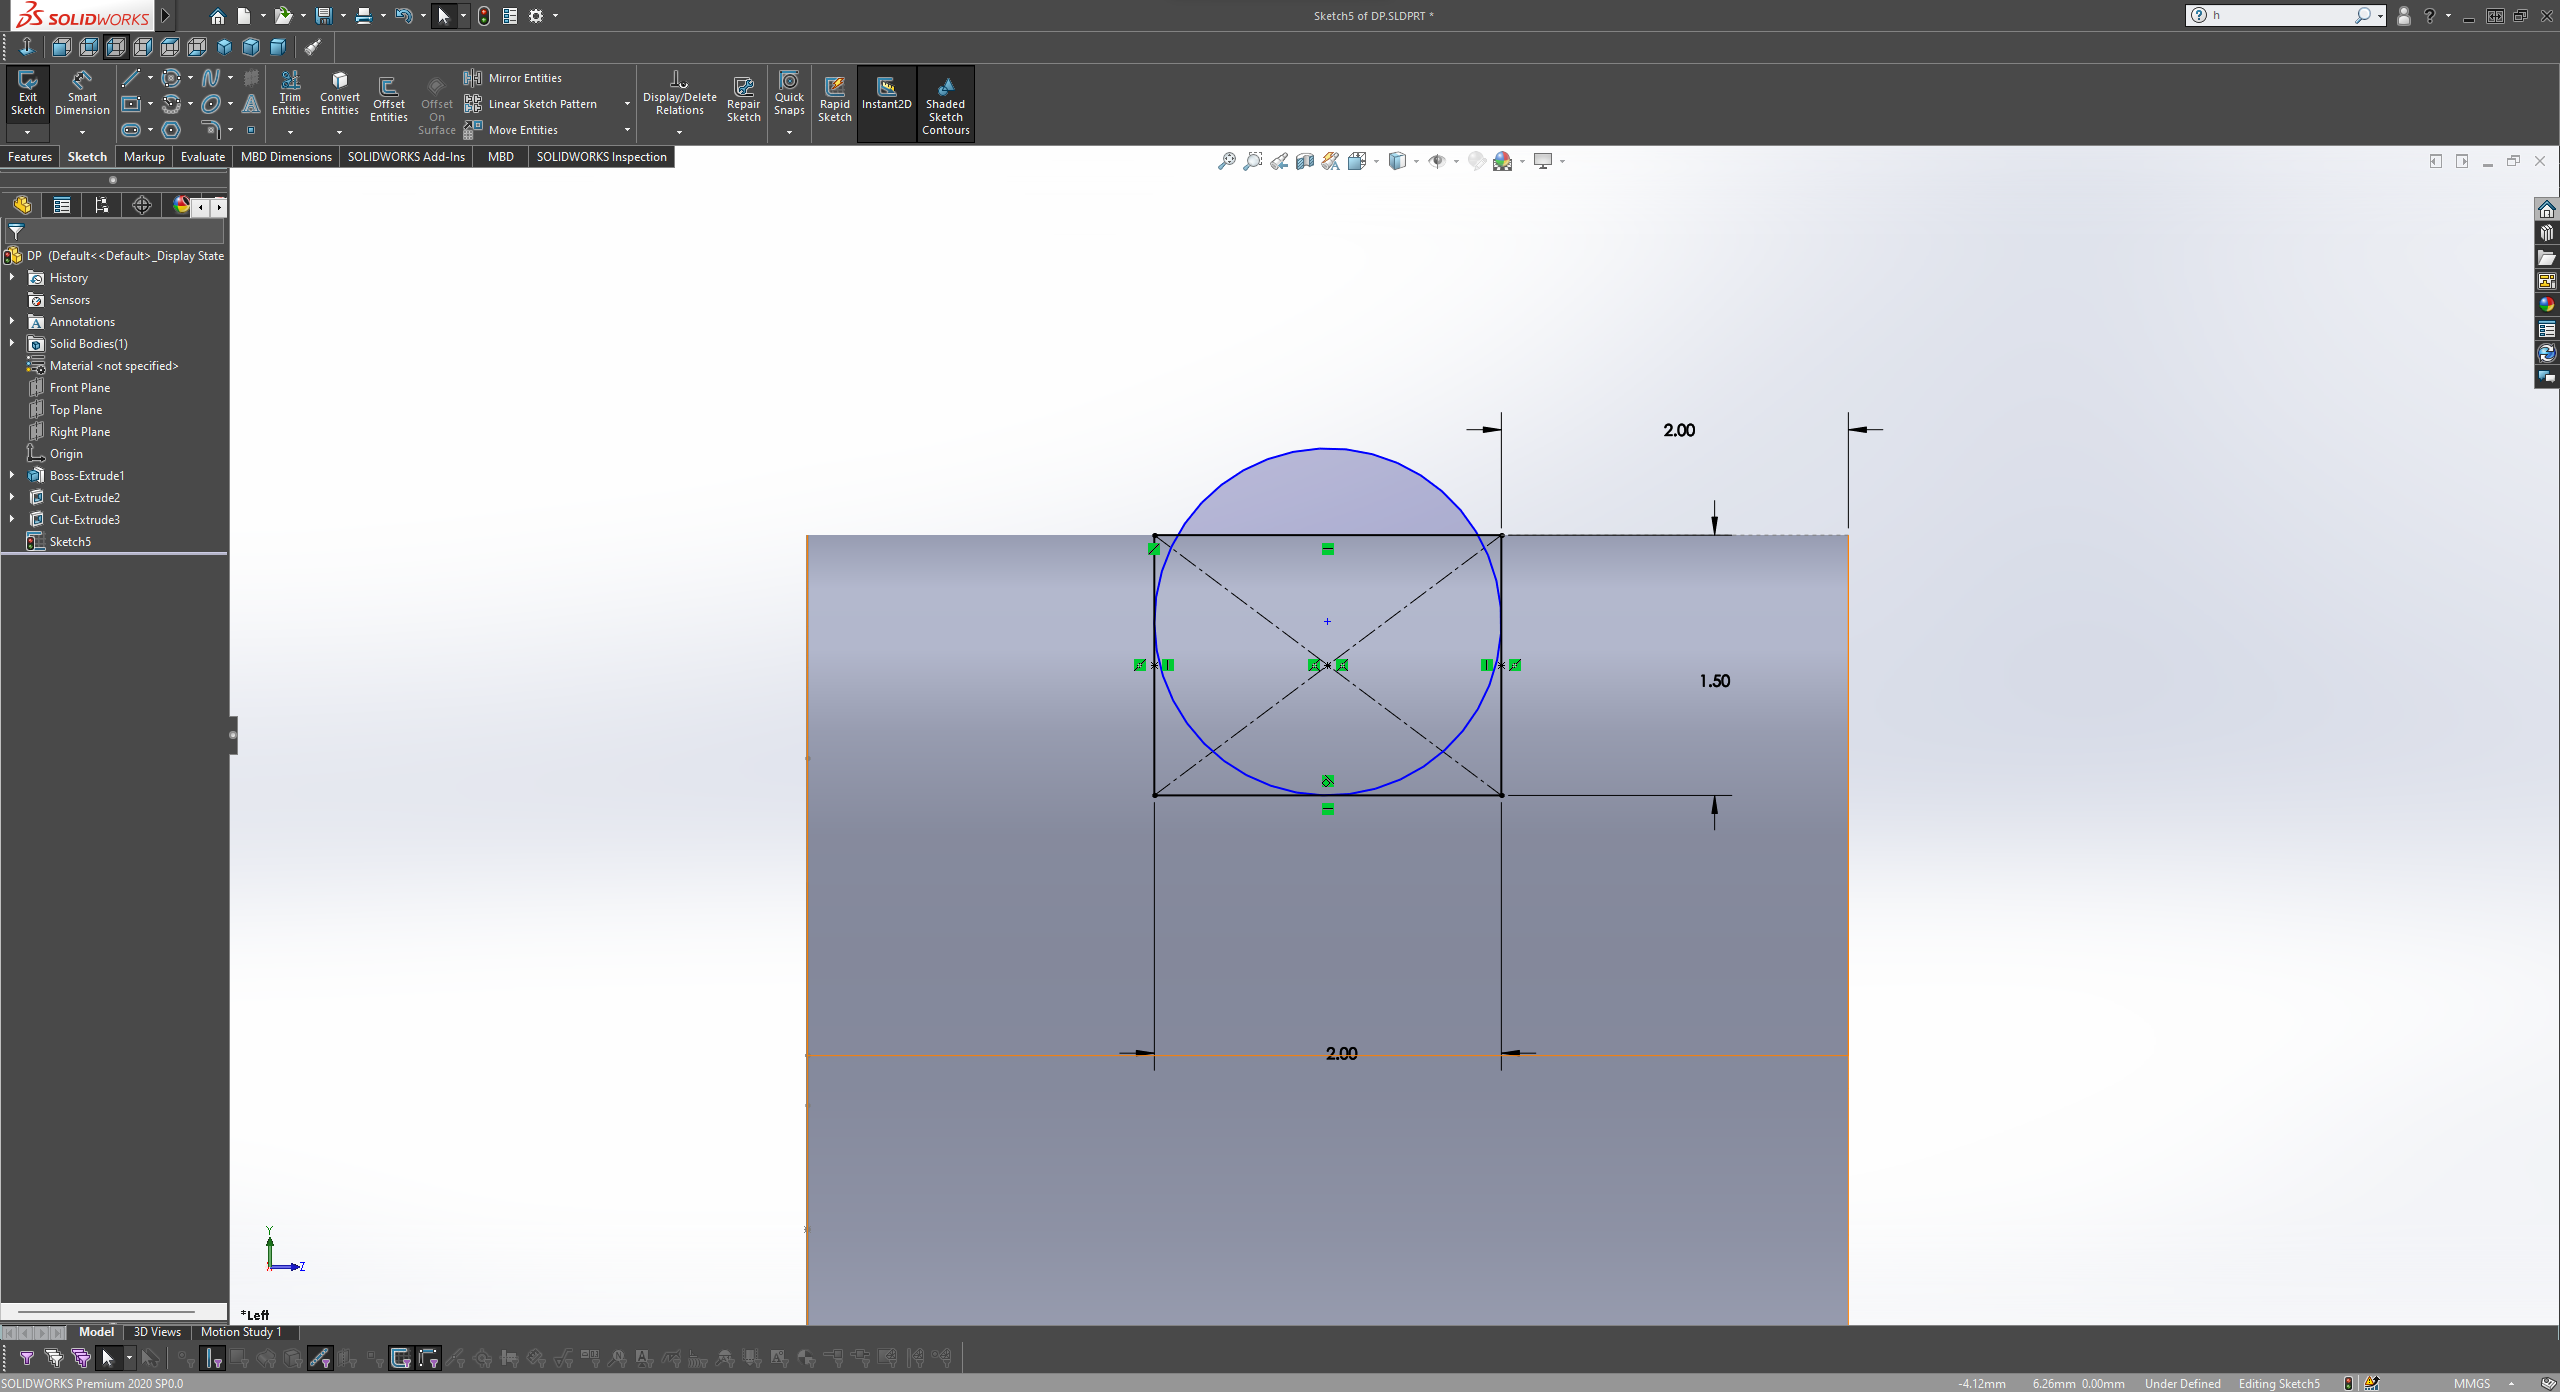 SOLIDWORKS
Sketch5 of DP.SLDPRT *
h
Exit Sketch
Smart Dimension
Trim Entities
Convert Entities
Offset Entities
Offset On Surface
Mirror Entities
Linear Sketch Pattern
Move Entities
Display/Delete Relations
Repair Sketch
Quick Snaps
Rapid Sketch
Instant2D
Shaded Sketch Contours
Features Sketch Markup Evaluate MBD Dimensions SOLIDWORKS Add-Ins MBD SOLIDWORKS Inspection
DP (Default<<Default>_Display State
History
Sensors
Annotations
Solid Bodies(1)
Material <not specified>
Front Plane
Top Plane
Right Plane
Origin
Boss-Extrude1
Cut-Extrude2
Cut-Extrude3
Sketch5
2.00
1.50
2.00
Y
Z
*Left
Model 3D Views Motion Study 1
SOLIDWORKS Premium 2020 SP0.0
-4.12mm 6.26mm 0.00mm Under Defined Editing Sketch5 MMGS